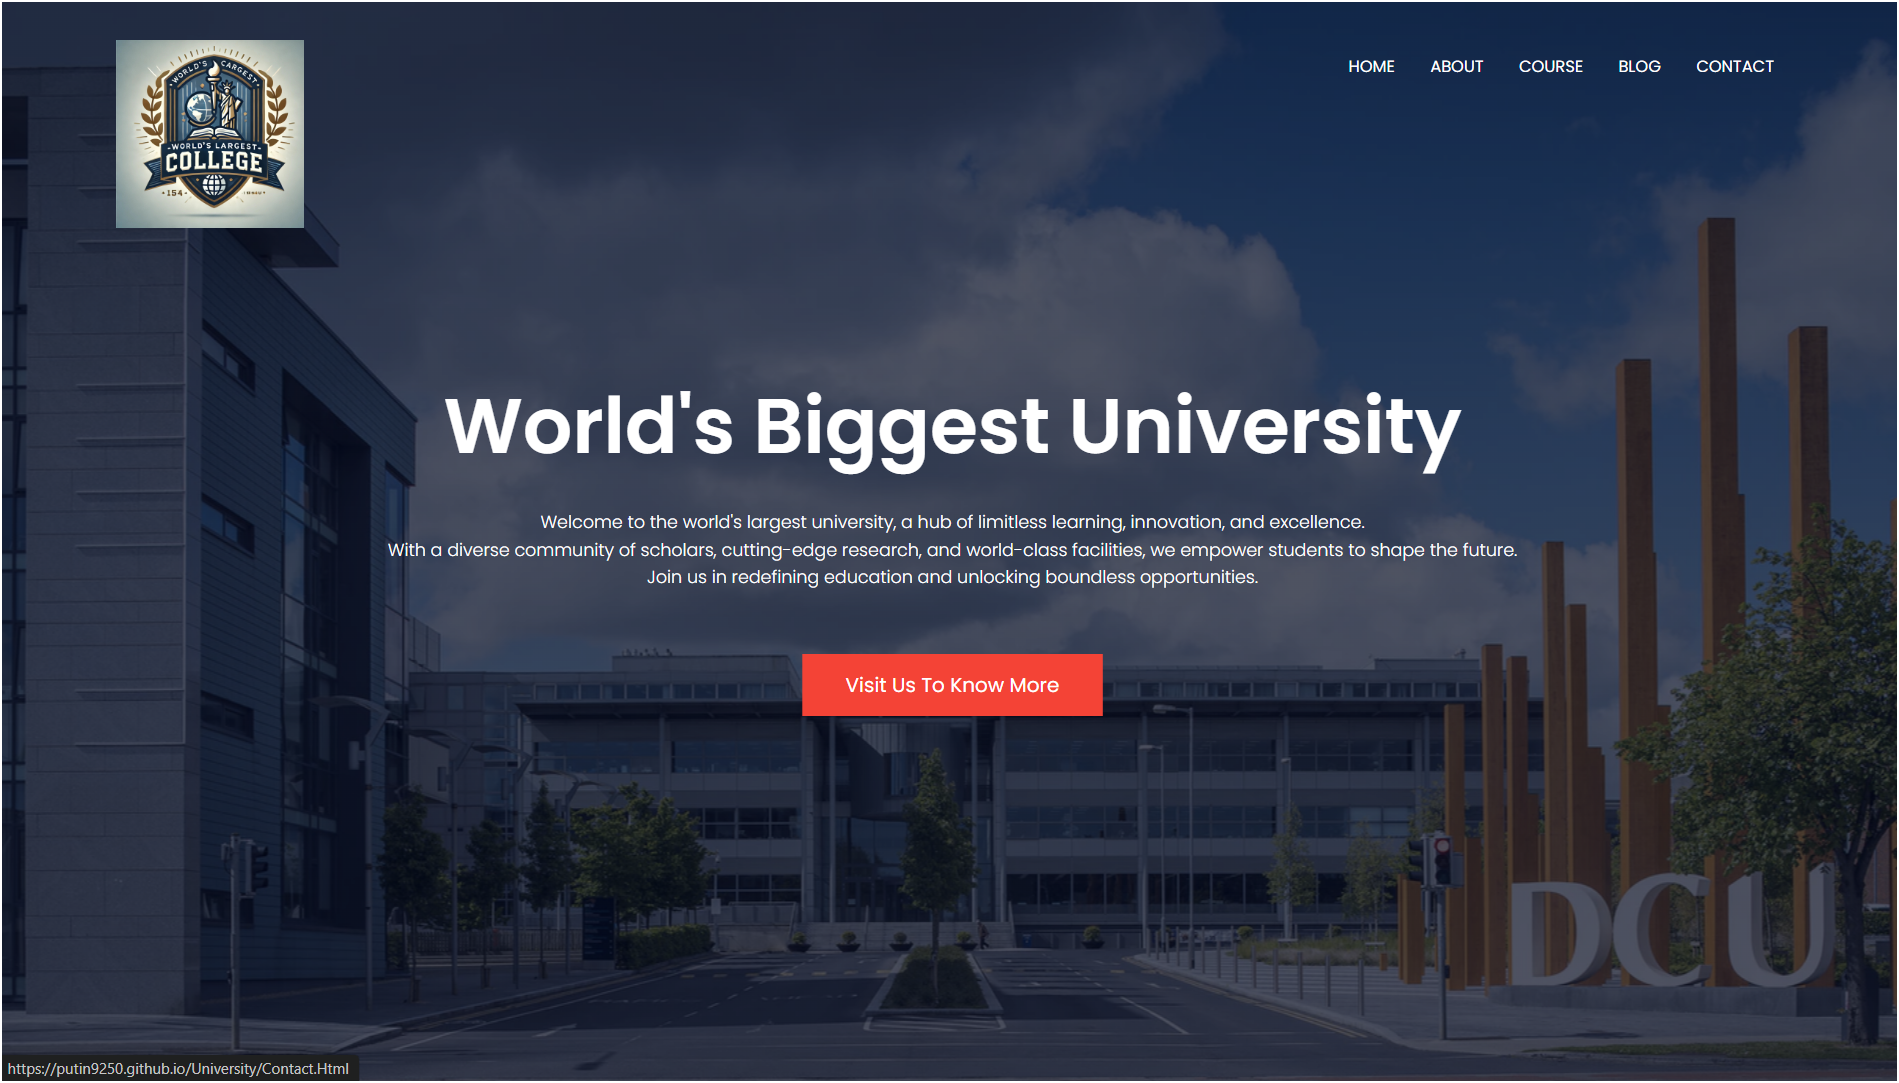 WORLD'S CARGEST
-WORLD'S LARGEST-
COLLEGE
154
HOME ABOUT COURSE BLOG CONTACT
World's Biggest University
Welcome to the world's largest university, a hub of limitless learning, innovation, and excellence.
With a diverse community of scholars, cutting-edge research, and world-class facilities, we empower students to shape the future.
Join us in redefining education and unlocking boundless opportunities.
Visit Us To Know More
DCU
https://putin9250.github.io/University/Contact.Html